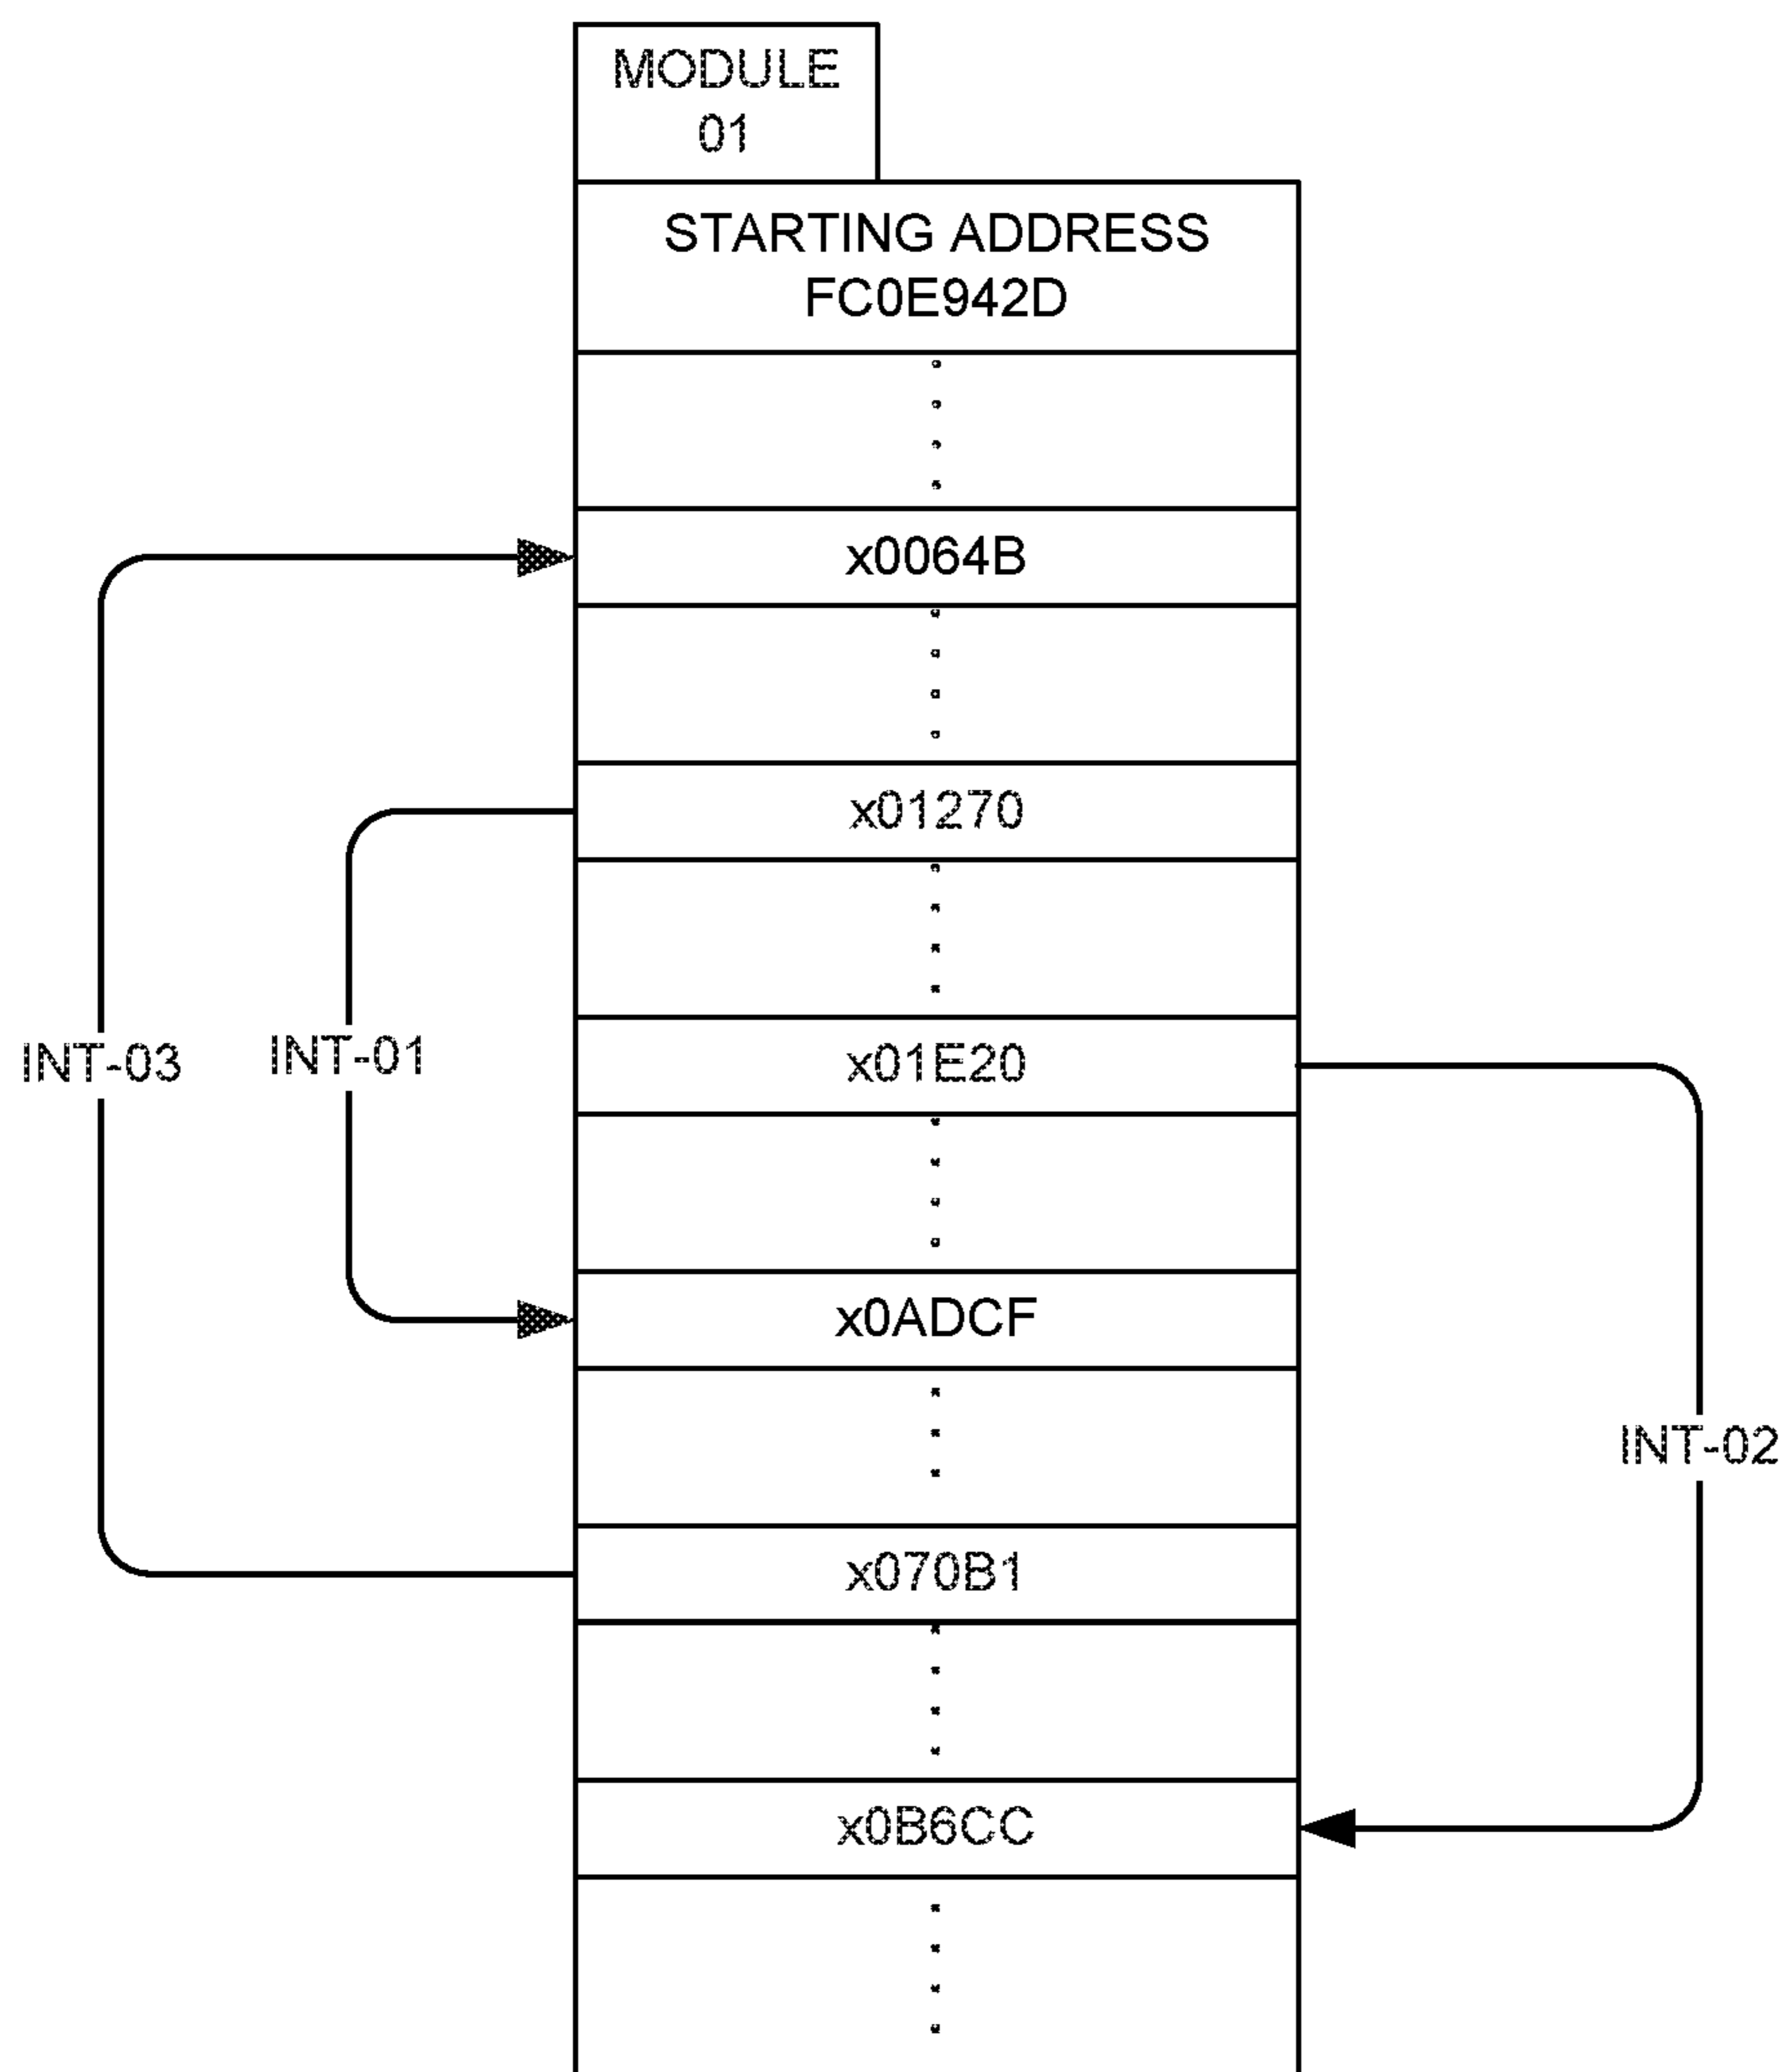 MODULE
01
STARTING ADDRESS
FC0E942D
x0064B
x01270
INT-03
INT-01
x01E20
x0ADCF
INT-02
x070B1
x0B6CC